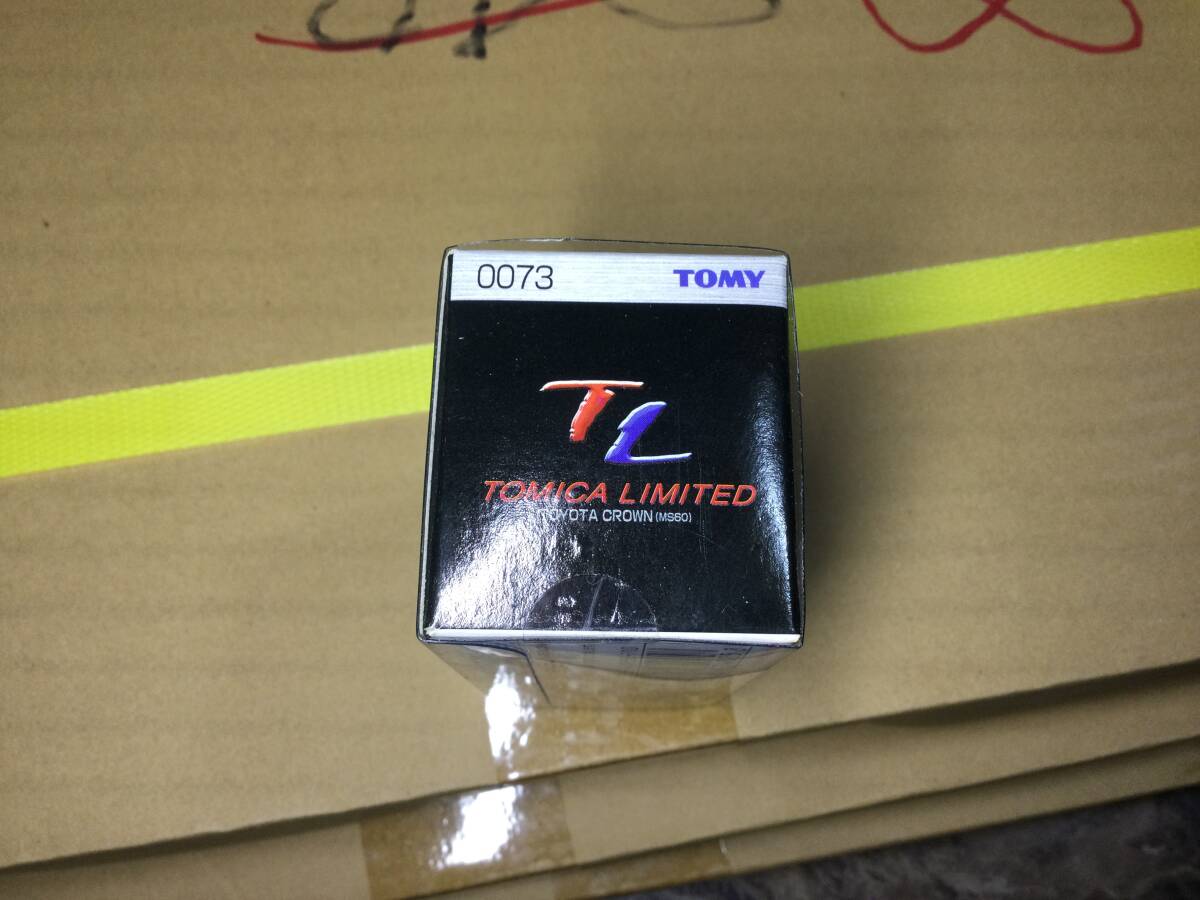 0073 TOMY
TL
TOMICA LIMITED
TOYOTA CROWN (MS60)